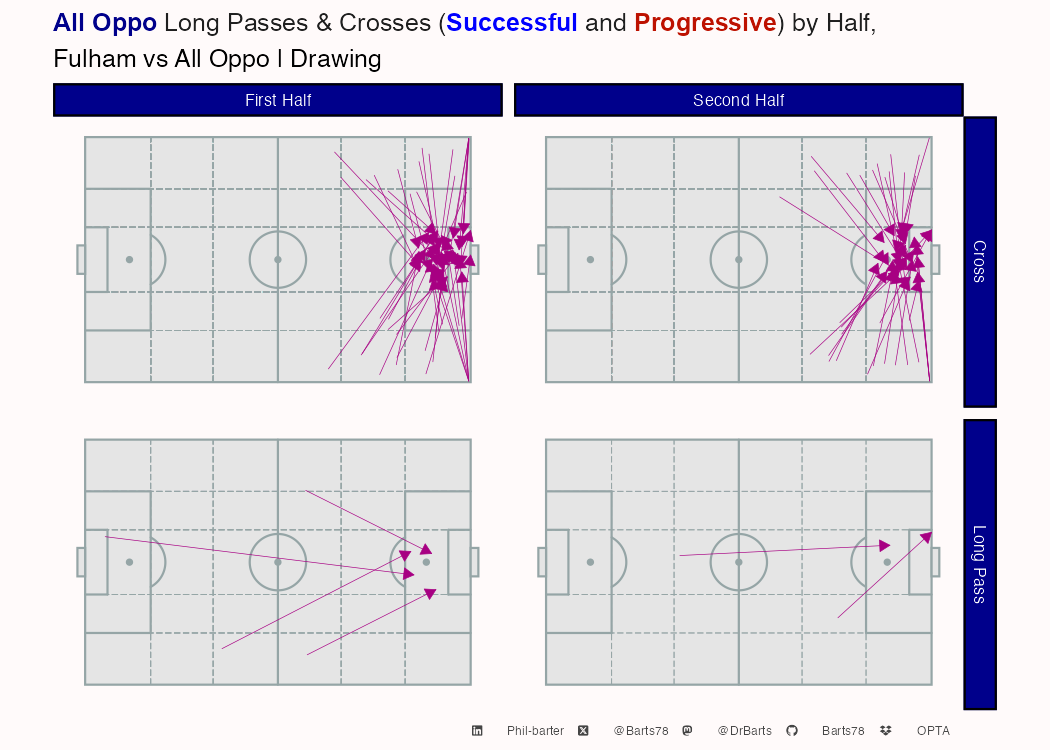 All Oppo Long Passes & Crosses (Successful and Progressive) by Half,
Fulham vs All Oppo | Drawing
First Half
Second Half
Cross
Long Pass
Phil-barter @Barts78 @DrBarts Barts78 OPTA